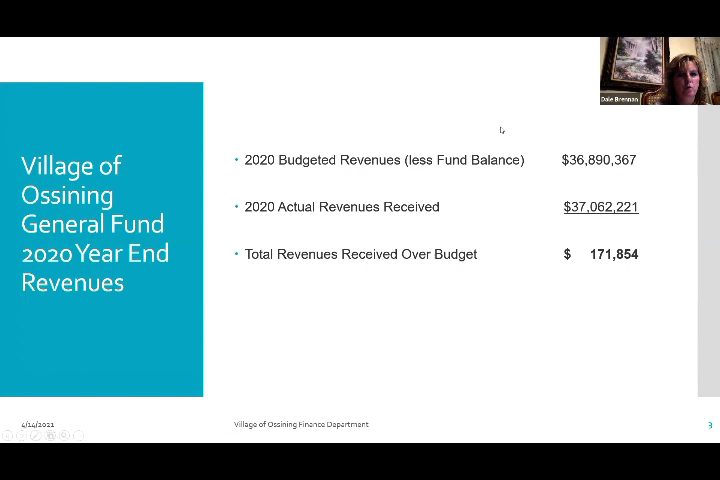 Dale Brennan
Village of
Ossining
General Fund
2020 Year End
Revenues
• 2020 Budgeted Revenues (less Fund Balance) $36,890,367
• 2020 Actual Revenues Received $37,062,221
• Total Revenues Received Over Budget $ 171,854
4/14/2021 Village of Ossining Finance Department 3